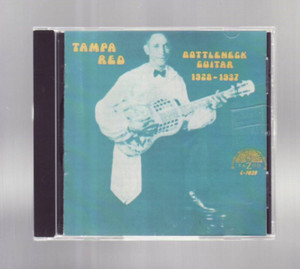 TAMPA
RED
BOTTLENECK
GUITAR
1928-1937